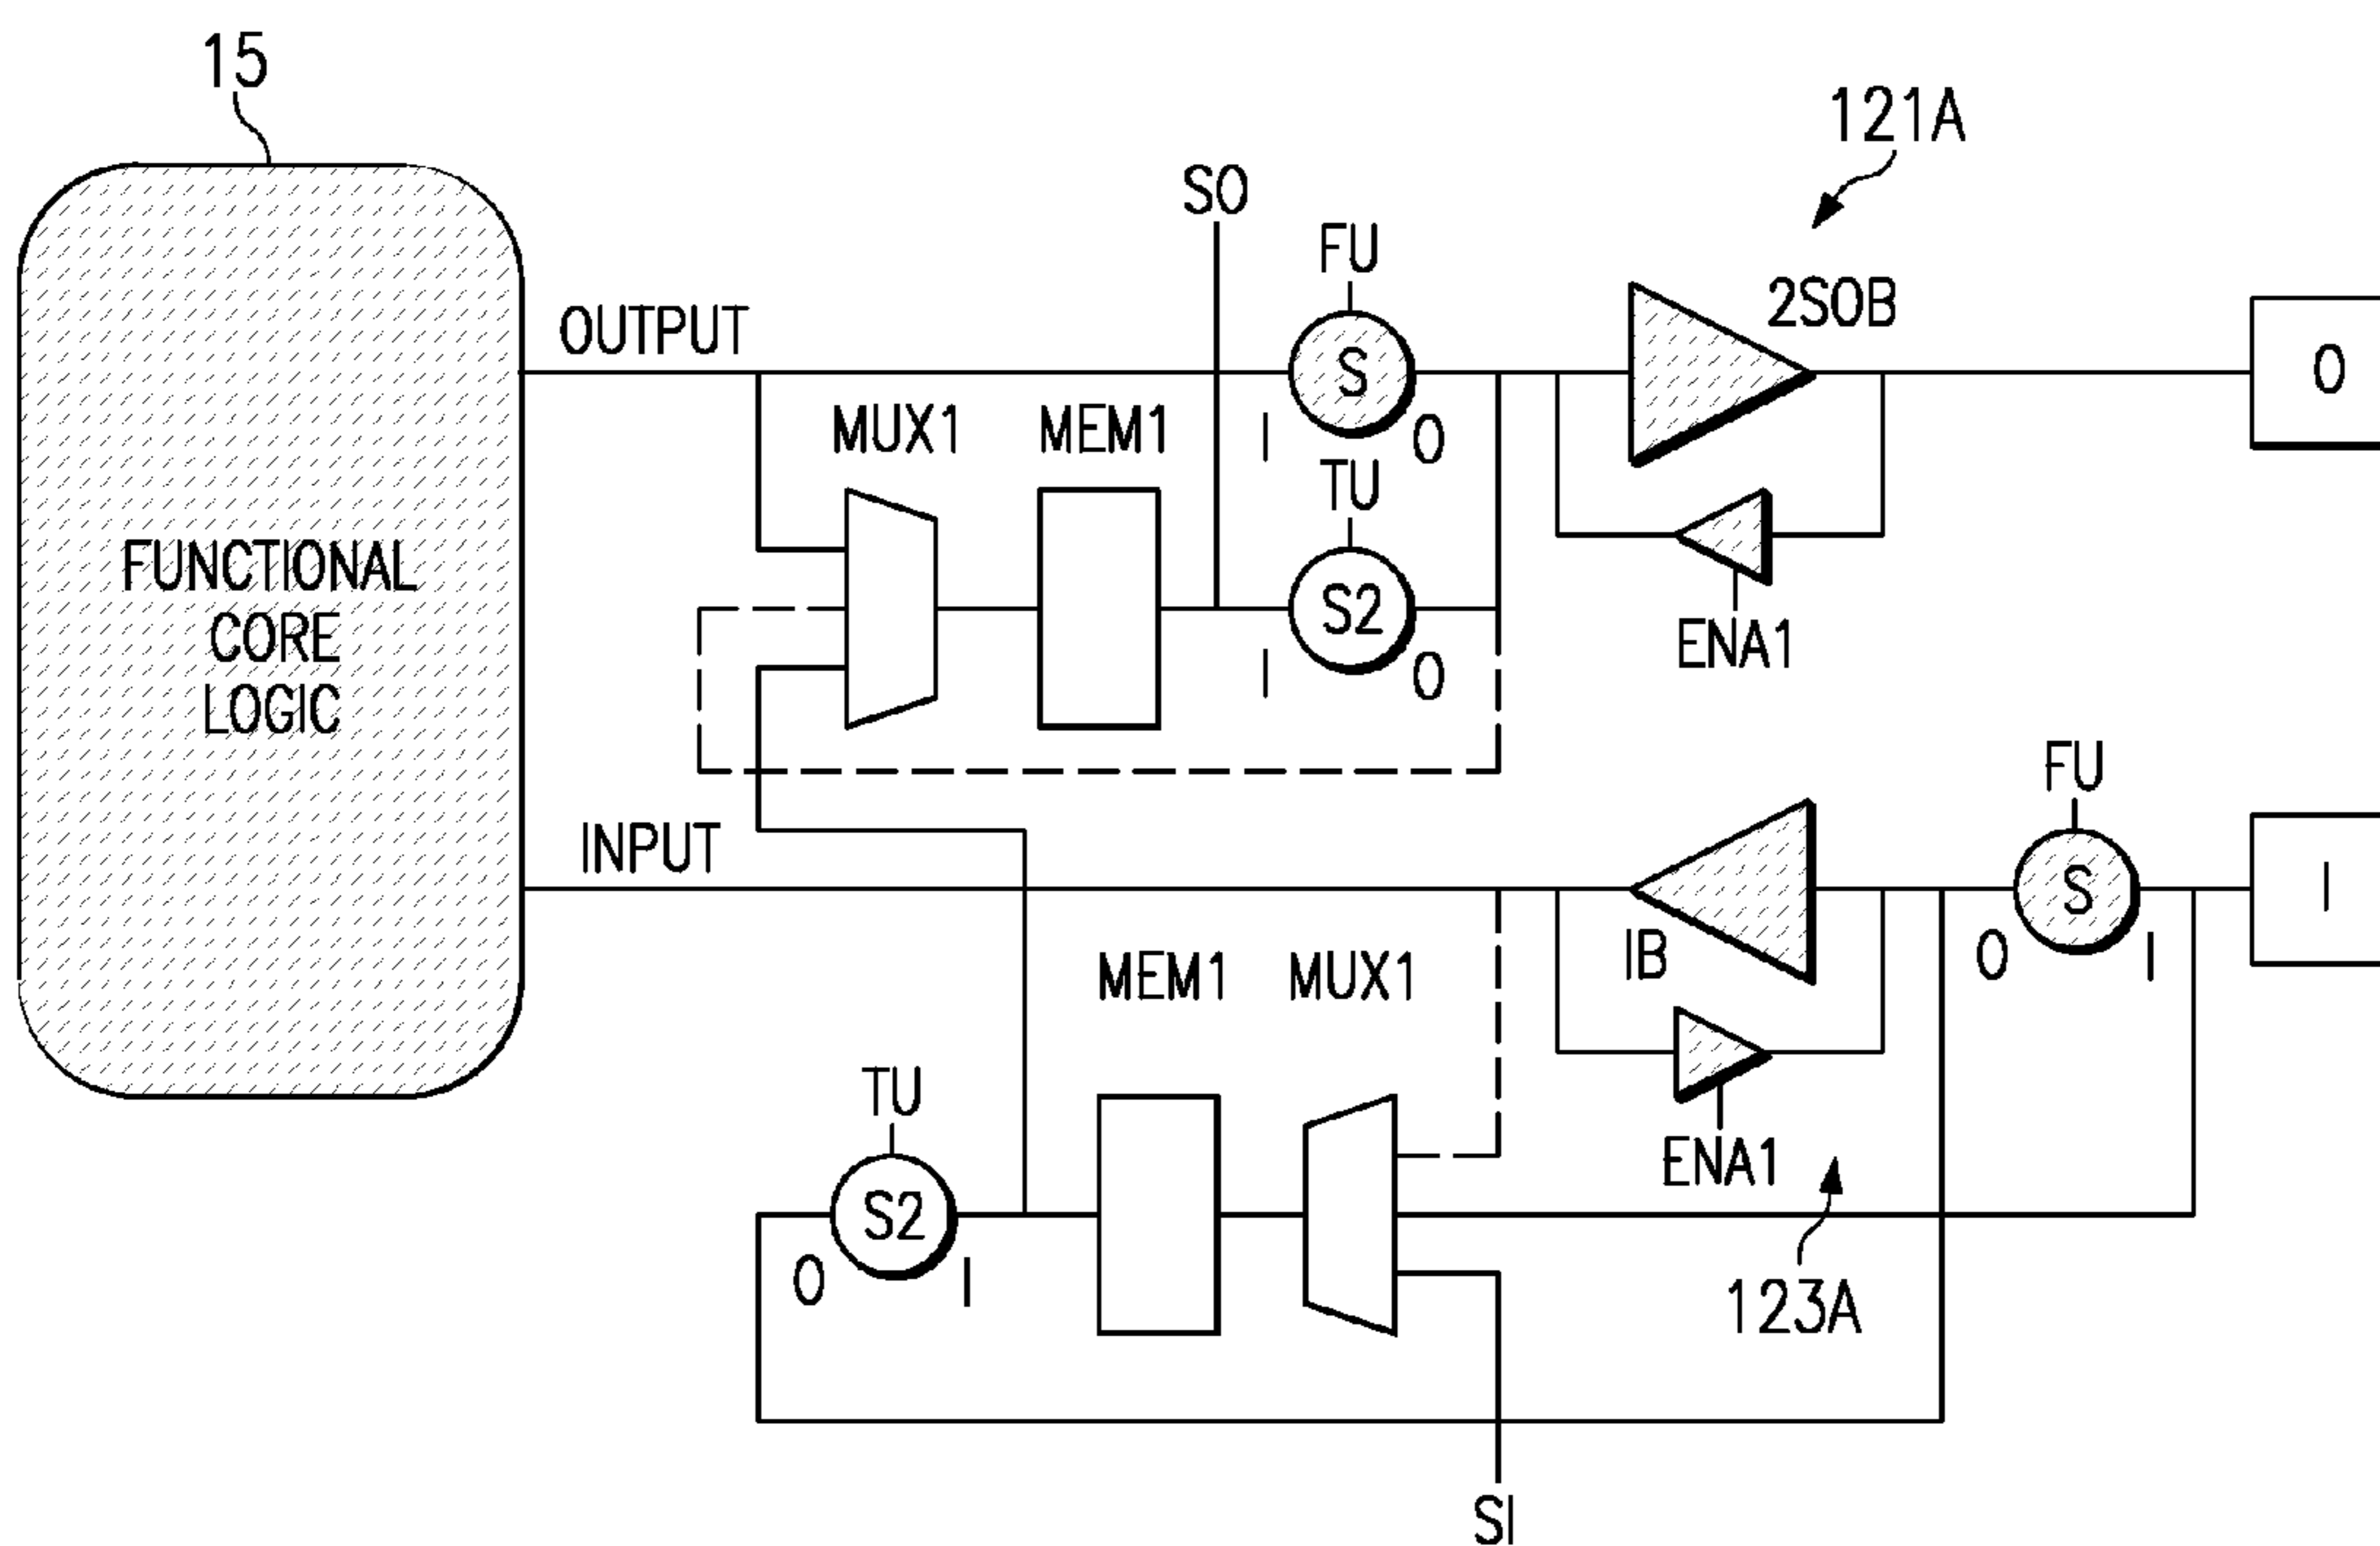 15
121A
SO
FU
2SOB
OUTPUT
S
O
MUX1
MEM1
I
O
TU
FUNCTIONAL
CORE
LOGIC
S2
ENA1
I
O
FU
INPUT
S
I
IB
O
I
MEM1
MUX1
TU
ENA1
S2
O
I
123A
SI